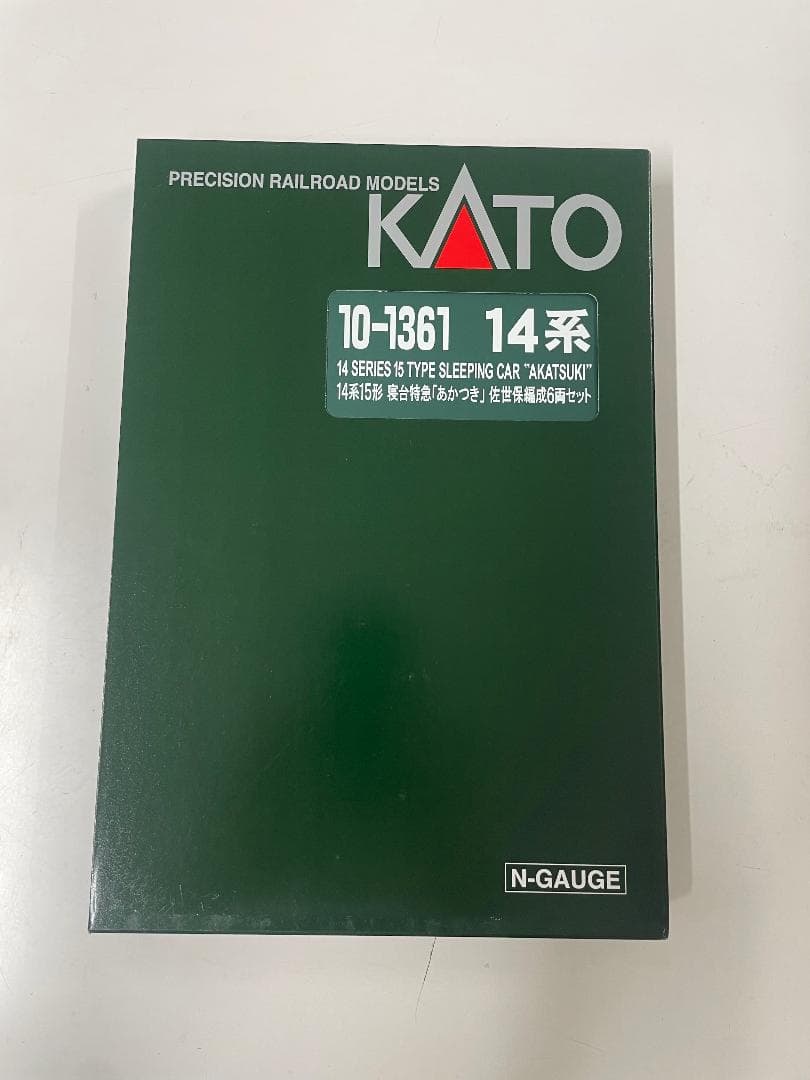 PRECISION RAILROAD MODELS
KATO
10-1361 14系
14 SERIES 15 TYPE SLEEPING CAR "AKATSUKI"
14系15形 寝台特急「あかつき」 佐世保編成6両セット
N-GAUGE